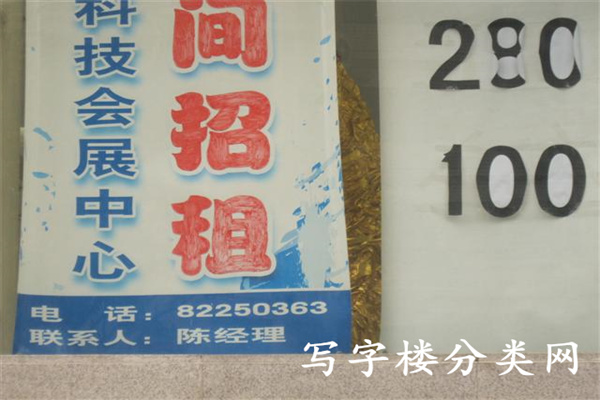 科技会展中心
间招租
电 话：82250363
联系人：陈经理
280
100
写字楼分类网